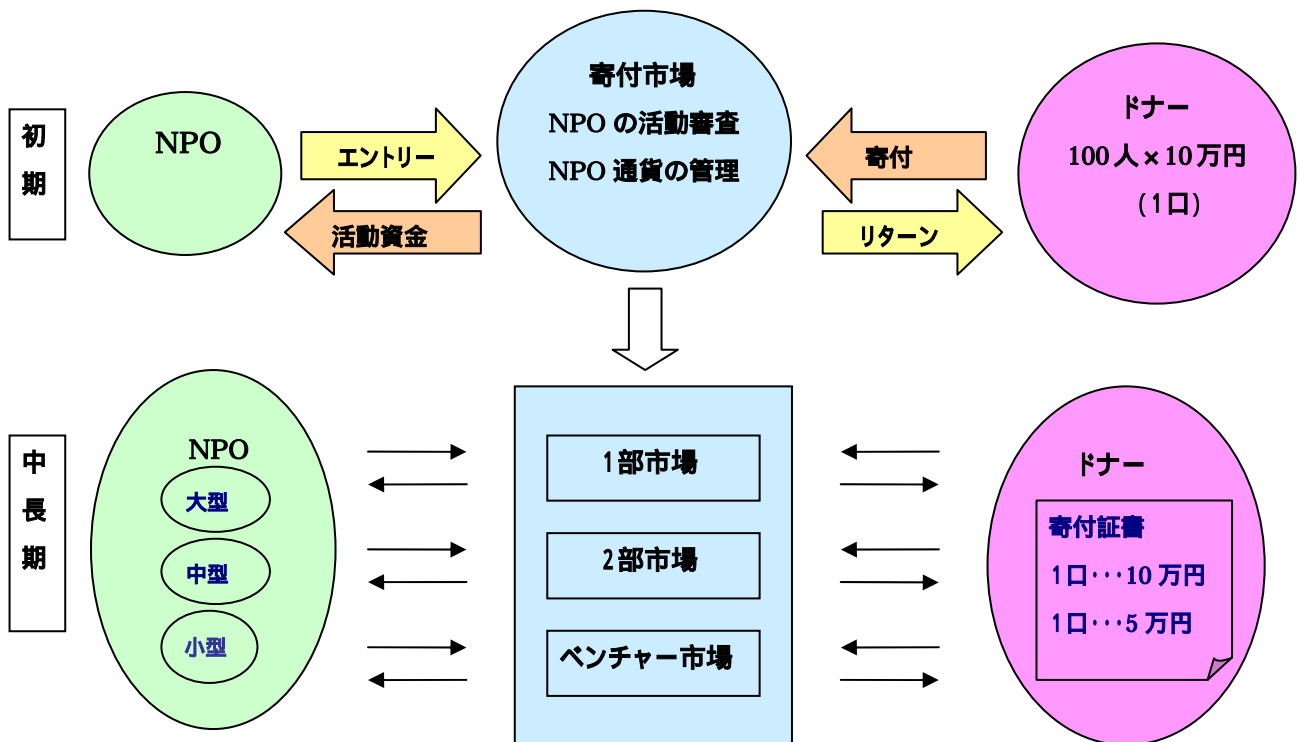 初
期
NPO
エントリー
活動資金
寄付市場
NPO の活動審査
NPO 通貨の管理
寄付
リターン
ドナー
100 人×10 万円
(1口)
中
長
期
NPO
大型
中型
小型
1部市場
2部市場
ベンチャー市場
ドナー
寄付証書
1口･･･10 万円
1口･･･5 万円